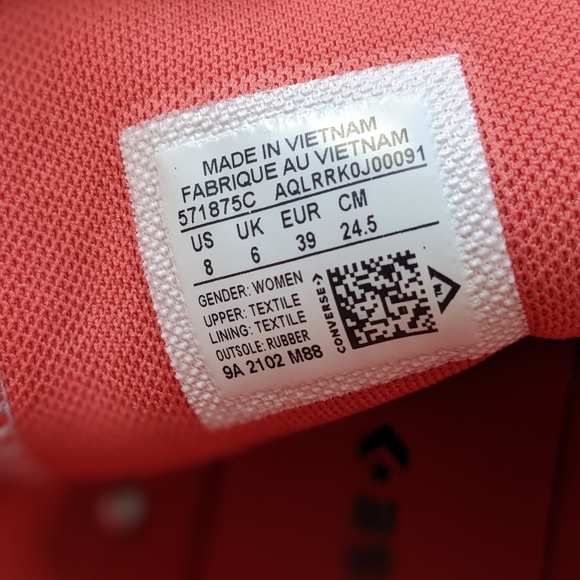 MADE IN VIETNAM
FABRIQUE AU VIETNAM
571875C AQLRRK0J00091
US UK EUR CM
8 6 39 24.5
GENDER: WOMEN
UPPER: TEXTILE
LINING: TEXTILE
OUTSOLE: RUBBER
9A 2102 M88
CONVERSE